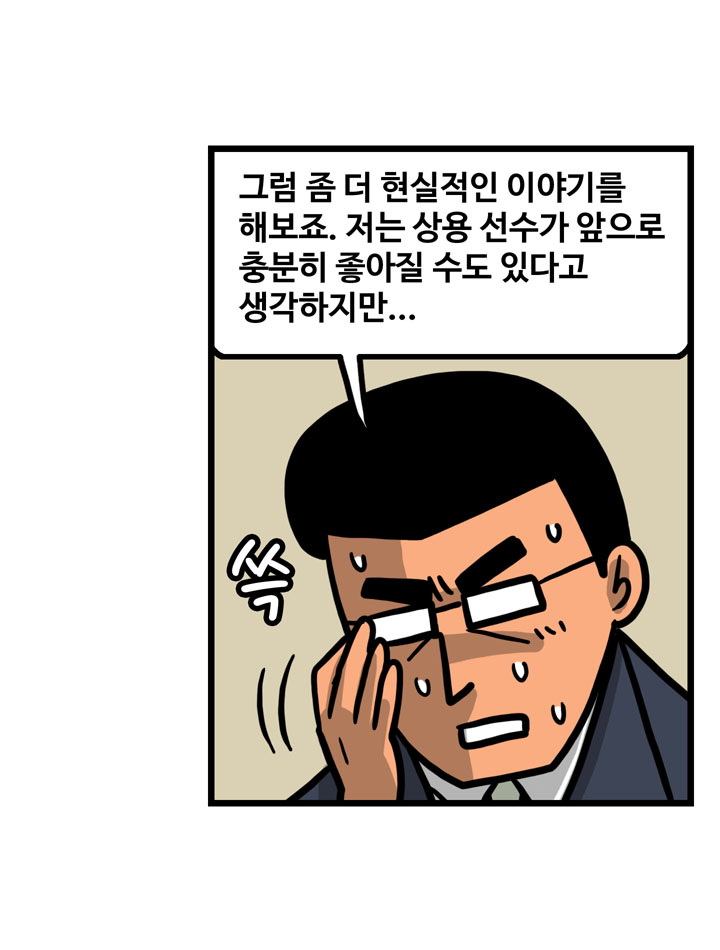 그럼 좀 더 현실적인 이야기를
해보죠. 저는 상용 선수가 앞으로
충분히 좋아질 수도 있다고
생각하지만...
쓱